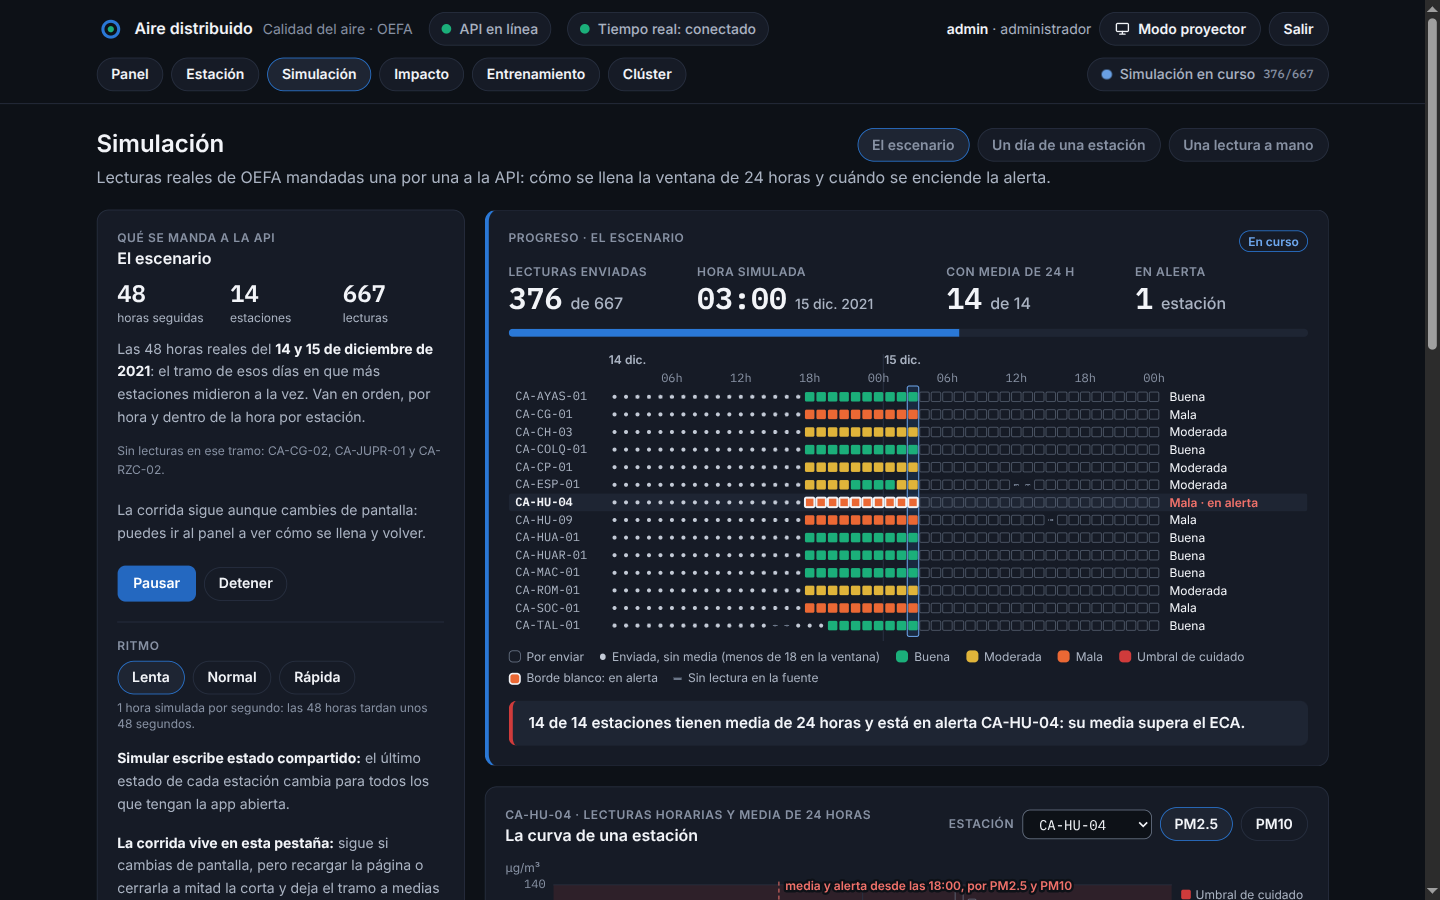 Aire distribuido Calidad del aire · OEFA API en línea Tiempo real: conectado admin · administrador Modo proyector Salir
Panel Estación Simulación Impacto Entrenamiento Clúster Simulación en curso 376/667
Simulación
El escenario Un día de una estación Una lectura a mano
Lecturas reales de OEFA mandadas una por una a la API: cómo se llena la ventana de 24 horas y cuándo se enciende la alerta.
QUÉ SE MANDA A LA API
El escenario
48 14 667
horas seguidas estaciones lecturas
Las 48 horas reales del 14 y 15 de diciembre de
2021: el tramo de esos días en que más
estaciones midieron a la vez. Van en orden, por
hora y dentro de la hora por estación.
Sin lecturas en ese tramo: CA-CG-02, CA-JUPR-01 y CA-
RZC-02.
La corrida sigue aunque cambies de pantalla:
puedes ir al panel a ver cómo se llena y volver.
Pausar Detener
RITMO
Lenta Normal Rápida
1 hora simulada por segundo: las 48 horas tardan unos
48 segundos.
Simular escribe estado compartido: el último
estado de cada estación cambia para todos los
que tengan la app abierta.
La corrida vive en esta pestaña: sigue si
cambias de pantalla, pero recargar la página o
cerrarla a mitad la corta y deja el tramo a medias
PROGRESO · EL ESCENARIO
En curso
LECTURAS ENVIADAS HORA SIMULADA CON MEDIA DE 24 H EN ALERTA
376 de 667 03:00 15 dic. 2021 14 de 14 1 estación
14 dic. 15 dic.
06h 12h 18h 00h 06h 12h 18h 00h
CA-AYAS-01 Buena
CA-CG-01 Mala
CA-CH-03 Moderada
CA-COLQ-01 Buena
CA-CP-01 Moderada
CA-ESP-01 Moderada
CA-HU-04 Mala · en alerta
CA-HU-09 Mala
CA-HUA-01 Buena
CA-HUAR-01 Buena
CA-MAC-01 Buena
CA-ROM-01 Moderada
CA-SOC-01 Mala
CA-TAL-01 Buena
Por enviar Enviada, sin media (menos de 18 en la ventana) Buena Moderada Mala Umbral de cuidado
Borde blanco: en alerta Sin lectura en la fuente
14 de 14 estaciones tienen media de 24 horas y está en alerta CA-HU-04: su media supera el ECA.
CA-HU-04 · LECTURAS HORARIAS Y MEDIA DE 24 HORAS
La curva de una estación
ESTACIÓN CA-HU-04 PM2.5 PM10
µg/m³
140
media y alerta desde las 18:00, por PM2.5 y PM10
Umbral de cuidado